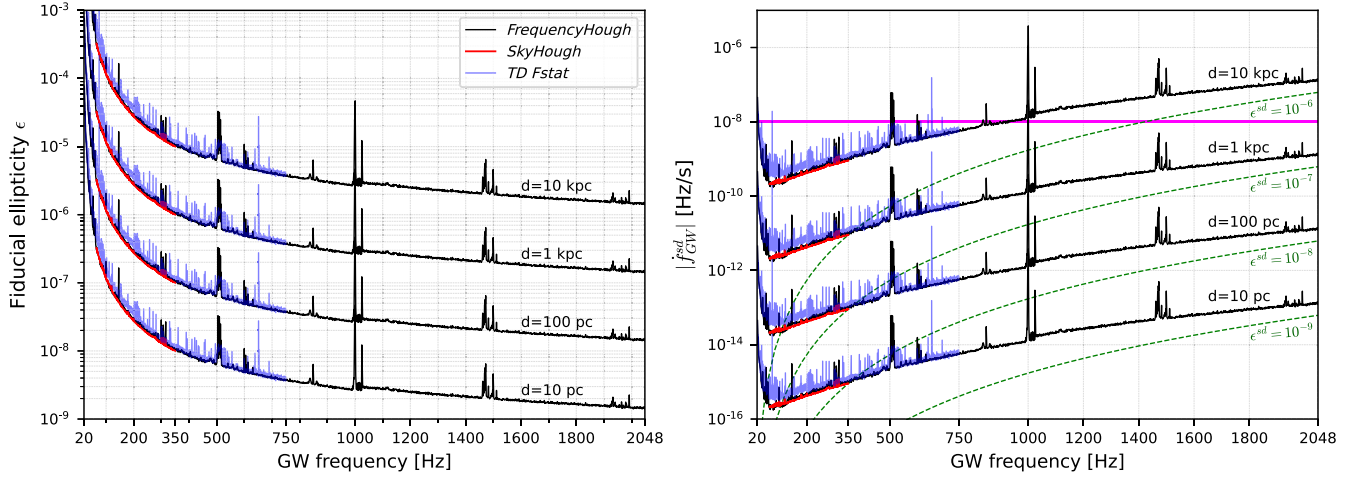 Fiducial ellipticity ϵ
10⁻³
10⁻⁴
10⁻⁵
10⁻⁶
10⁻⁷
10⁻⁸
10⁻⁹
FrequencyHough
SkyHough
TD Fstat
d=10 kpc
d=1 kpc
d=100 pc
d=10 pc
20 200 350 500 750 1000 1200 1400 1600 1800 2048
GW frequency [Hz]
|ḟ_GW^sd| [Hz/s]
10⁻⁶
10⁻⁸
10⁻¹⁰
10⁻¹²
10⁻¹⁴
10⁻¹⁶
d=10 kpc
ϵ^sd = 10⁻⁶
d=1 kpc
ϵ^sd = 10⁻⁷
d=100 pc
ϵ^sd = 10⁻⁸
d=10 pc
ϵ^sd = 10⁻⁹
20 200 350 500 750 1000 1200 1400 1600 1800 2048
GW frequency [Hz]